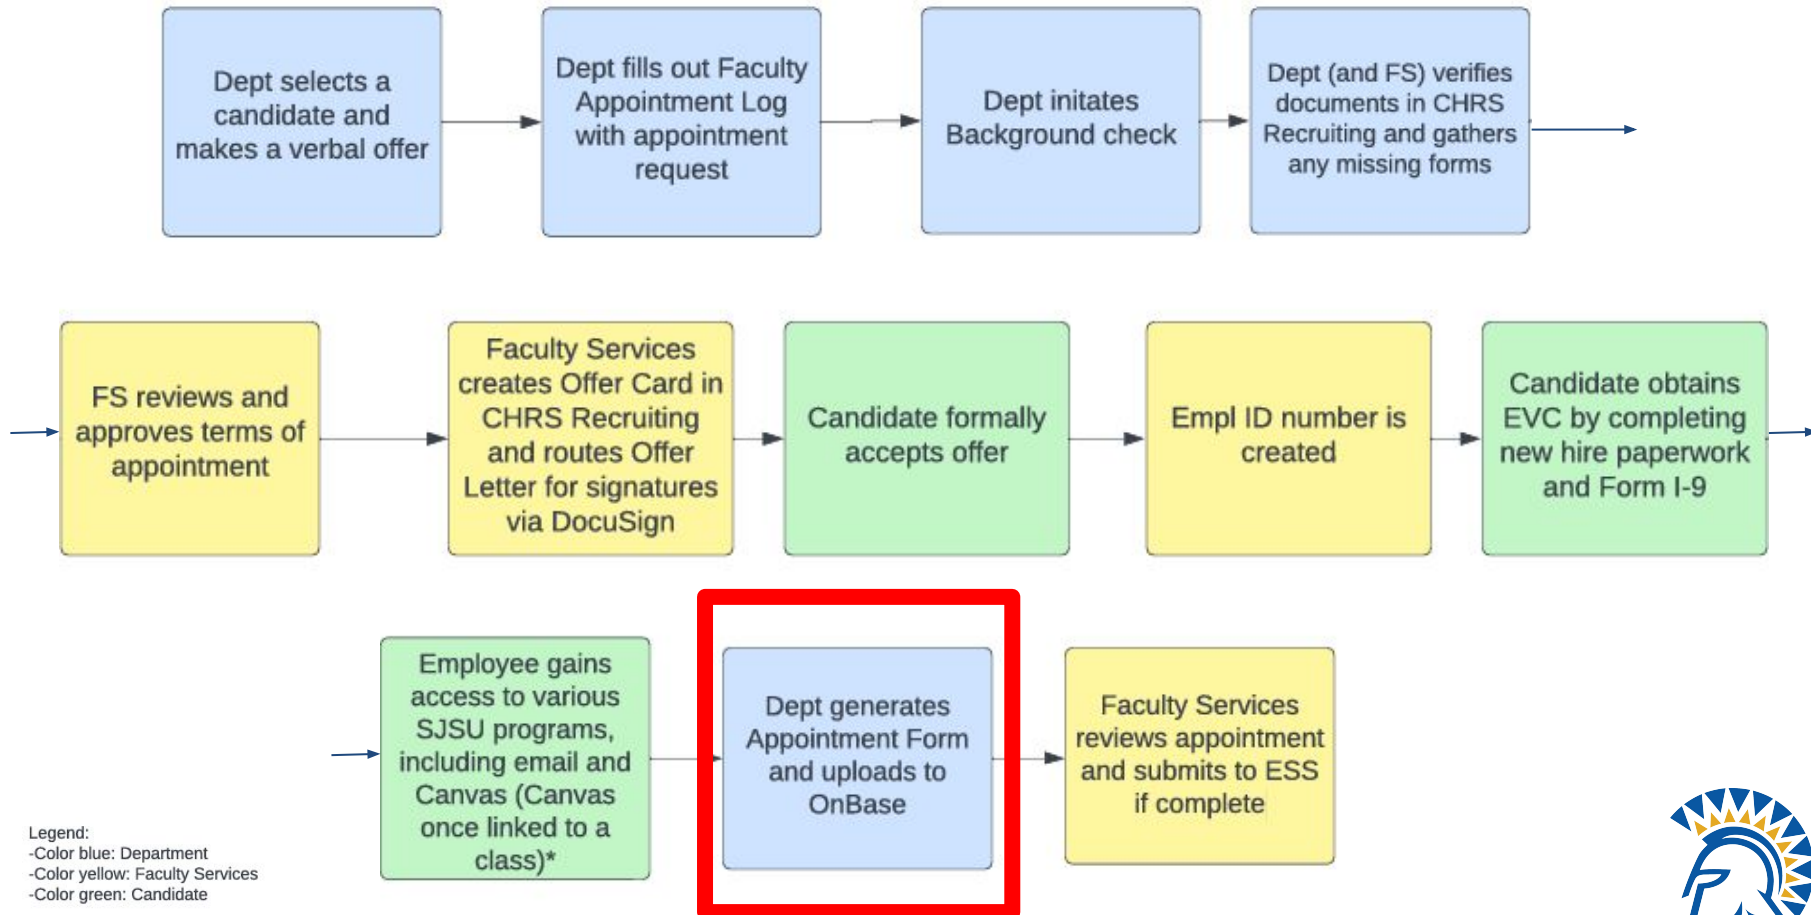 Dept selects a
candidate and
makes a verbal offer
Dept fills out Faculty
Appointment Log
with appointment
request
Dept initates
Background check
Dept (and FS) verifies
documents in CHRS
Recruiting and gathers
any missing forms
FS reviews and
approves terms of
appointment
Faculty Services
creates Offer Card in
CHRS Recruiting
and routes Offer
Letter for signatures
via DocuSign
Candidate formally
accepts offer
Empl ID number is
created
Candidate obtains
EVC by completing
new hire paperwork
and Form I-9
Employee gains
access to various
SJSU programs,
including email and
Canvas (Canvas
once linked to a
class)*
Dept generates
Appointment Form
and uploads to
OnBase
Faculty Services
reviews appointment
and submits to ESS
if complete
Legend:
-Color blue: Department
-Color yellow: Faculty Services
-Color green: Candidate